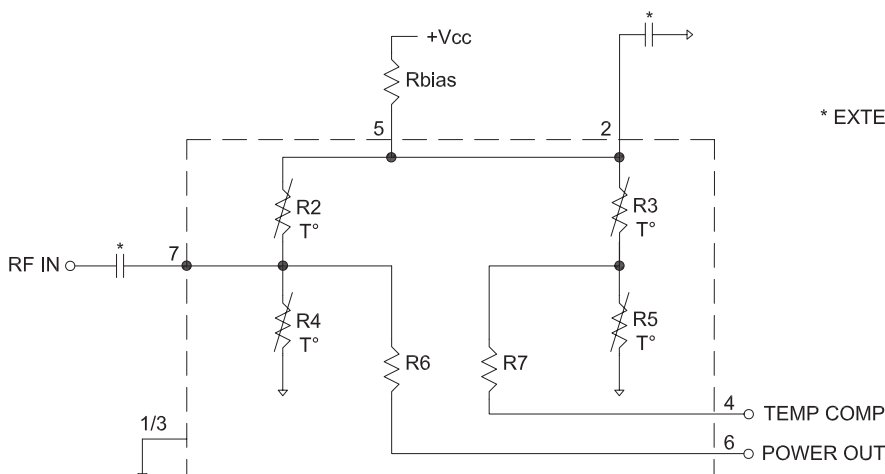 *
+Vcc
Rbias
* EXTE
5
2
R2
T°
R3
T°
RF IN
*
7
R4
T°
R5
T°
R6
R7
1/3
4
TEMP COMP
6
POWER OUT